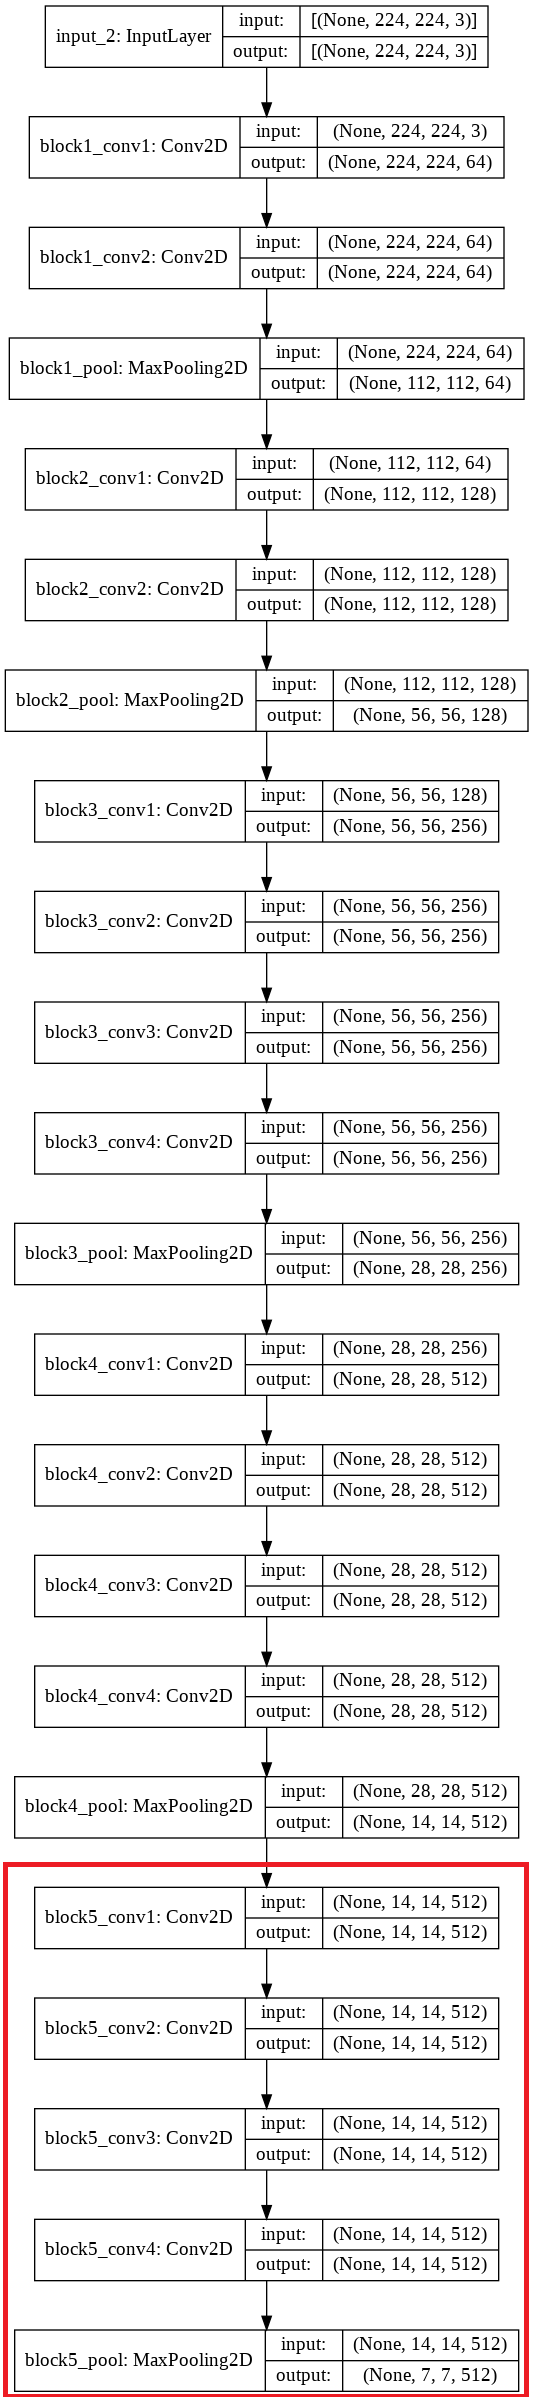 input_2: InputLayer
input: [(None, 224, 224, 3)]
output: [(None, 224, 224, 3)]
block1_conv1: Conv2D
input: (None, 224, 224, 3)
output: (None, 224, 224, 64)
block1_conv2: Conv2D
input: (None, 224, 224, 64)
output: (None, 224, 224, 64)
block1_pool: MaxPooling2D
input: (None, 224, 224, 64)
output: (None, 112, 112, 64)
block2_conv1: Conv2D
input: (None, 112, 112, 64)
output: (None, 112, 112, 128)
block2_conv2: Conv2D
input: (None, 112, 112, 128)
output: (None, 112, 112, 128)
block2_pool: MaxPooling2D
input: (None, 112, 112, 128)
output: (None, 56, 56, 128)
block3_conv1: Conv2D
input: (None, 56, 56, 128)
output: (None, 56, 56, 256)
block3_conv2: Conv2D
input: (None, 56, 56, 256)
output: (None, 56, 56, 256)
block3_conv3: Conv2D
input: (None, 56, 56, 256)
output: (None, 56, 56, 256)
block3_conv4: Conv2D
input: (None, 56, 56, 256)
output: (None, 56, 56, 256)
block3_pool: MaxPooling2D
input: (None, 56, 56, 256)
output: (None, 28, 28, 256)
block4_conv1: Conv2D
input: (None, 28, 28, 256)
output: (None, 28, 28, 512)
block4_conv2: Conv2D
input: (None, 28, 28, 512)
output: (None, 28, 28, 512)
block4_conv3: Conv2D
input: (None, 28, 28, 512)
output: (None, 28, 28, 512)
block4_conv4: Conv2D
input: (None, 28, 28, 512)
output: (None, 28, 28, 512)
block4_pool: MaxPooling2D
input: (None, 28, 28, 512)
output: (None, 14, 14, 512)
block5_conv1: Conv2D
input: (None, 14, 14, 512)
output: (None, 14, 14, 512)
block5_conv2: Conv2D
input: (None, 14, 14, 512)
output: (None, 14, 14, 512)
block5_conv3: Conv2D
input: (None, 14, 14, 512)
output: (None, 14, 14, 512)
block5_conv4: Conv2D
input: (None, 14, 14, 512)
output: (None, 14, 14, 512)
block5_pool: MaxPooling2D
input: (None, 14, 14, 512)
output: (None, 7, 7, 512)